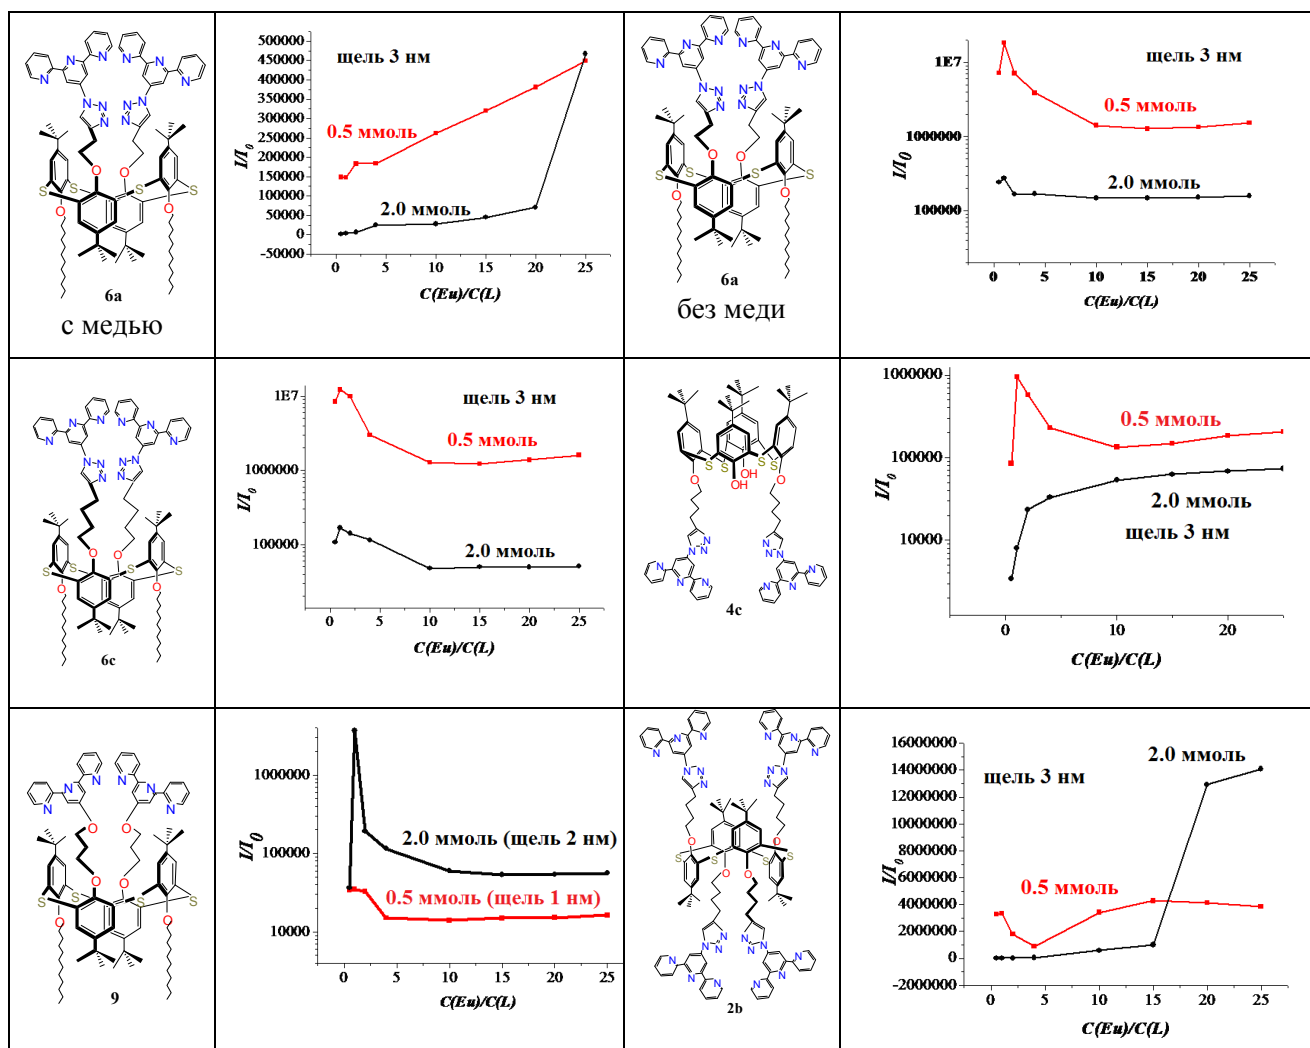 6a
с медью
щель 3 нм
0.5 ммоль
2.0 ммоль
I/I₀
500000
450000
400000
350000
300000
250000
200000
150000
100000
50000
0
-50000
0 5 10 15 20 25
C(Eu)/C(L)
6a
без меди
щель 3 нм
0.5 ммоль
2.0 ммоль
I/I₀
1E7
1000000
100000
0 5 10 15 20 25
C(Eu)/C(L)
6c
щель 3 нм
0.5 ммоль
2.0 ммоль
I/I₀
1E7
1000000
100000
0 5 10 15 20 25
C(Eu)/C(L)
OH
OH
4c
0.5 ммоль
2.0 ммоль
щель 3 нм
I/I₀
1000000
100000
10000
0 10 20
C(Eu)/C(L)
9
2.0 ммоль (щель 2 нм)
0.5 ммоль (щель 1 нм)
I/I₀
1000000
100000
10000
0 5 10 15 20 25
C(Eu)/C(L)
2b
2.0 ммоль
щель 3 нм
0.5 ммоль
I/I₀
16000000
14000000
12000000
10000000
8000000
6000000
4000000
2000000
0
-2000000
0 5 10 15 20 25
C(Eu)/C(L)